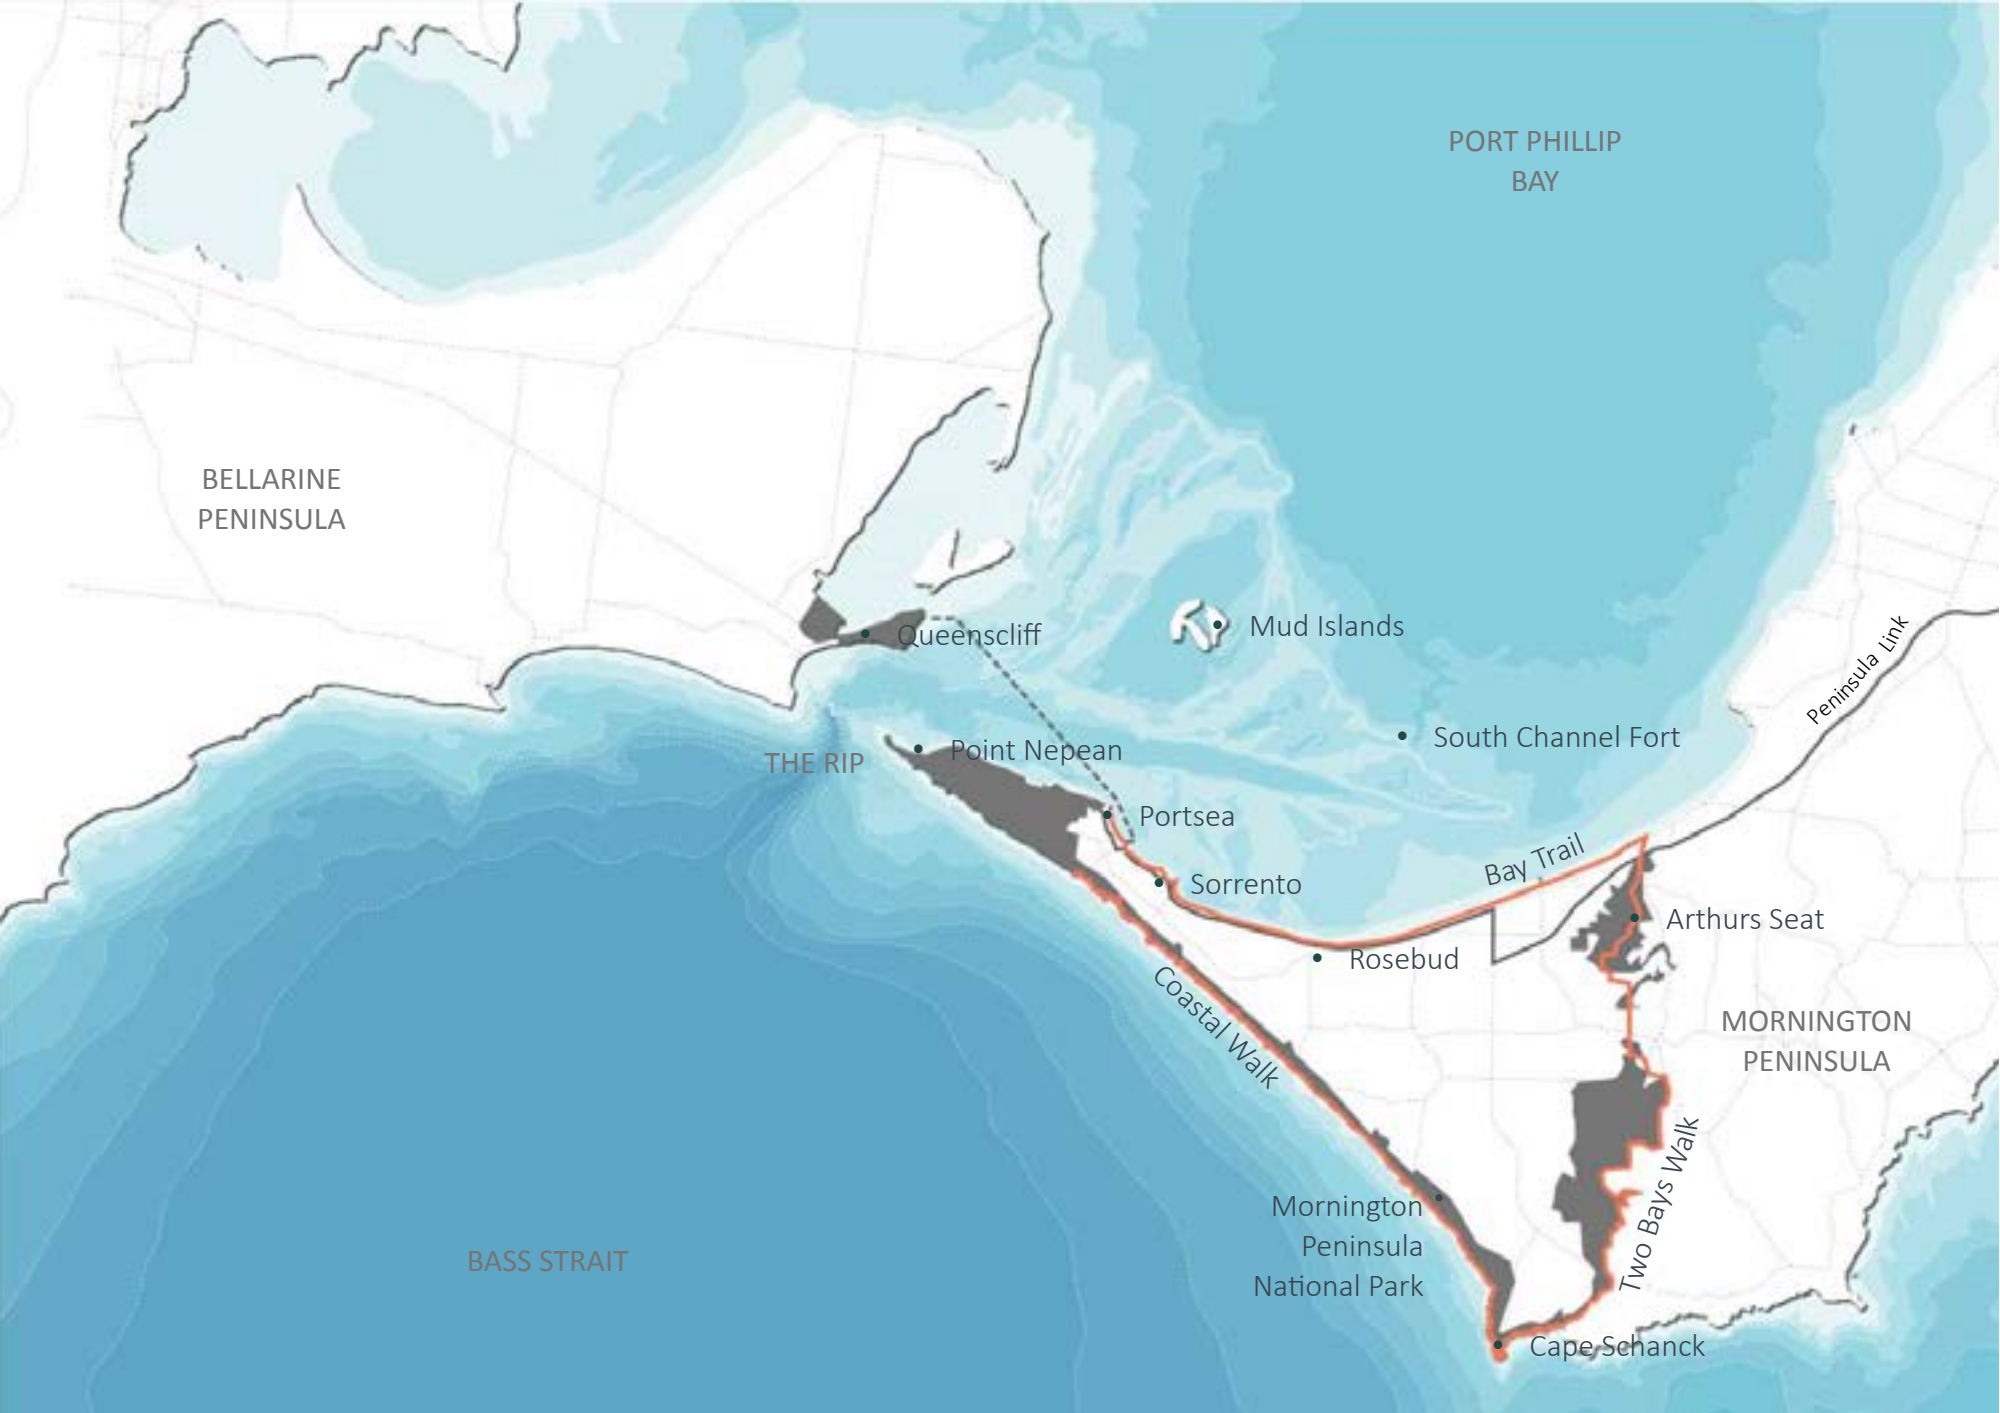 PORT PHILLIP
BAY
BELLARINE
PENINSULA
Queenscliff
Mud Islands
Peninsula Link
South Channel Fort
Point Nepean
THE RIP
Portsea
Bay Trail
Sorrento
Arthurs Seat
Rosebud
Coastal Walk
MORNINGTON
PENINSULA
Two Bays Walk
Mornington
Peninsula
National Park
BASS STRAIT
Cape Schanck